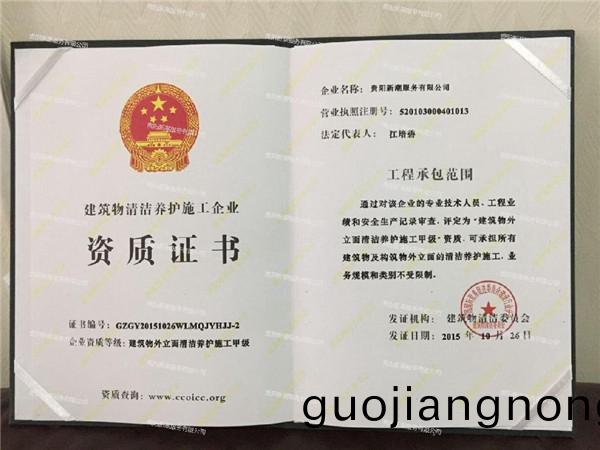 建筑物清洁养护施工企业
资质证书
证书编号：GZGY20151026WLMQJYHJJ-2
企业资质等级：建筑物外立面清洁养护施工甲级
资质查询：www.ccoicc.org
企业名称：贵阳新潮服务有限公司
营业执照注册号：520103000401013
法定代表人：江培
工程承包范围
通过对该企业的专业技术人员、工程业
绩和安全生产记录审查，评定为“建筑物外
立面清洁养护施工甲级”资质，可承担所有
建筑物及构筑物外立面的清洁养护施工，业
务规模和类别不受限制。
发证机构：建筑物清洁委员会
发证日期：2015 年 10 月 26 日
guojiangnong